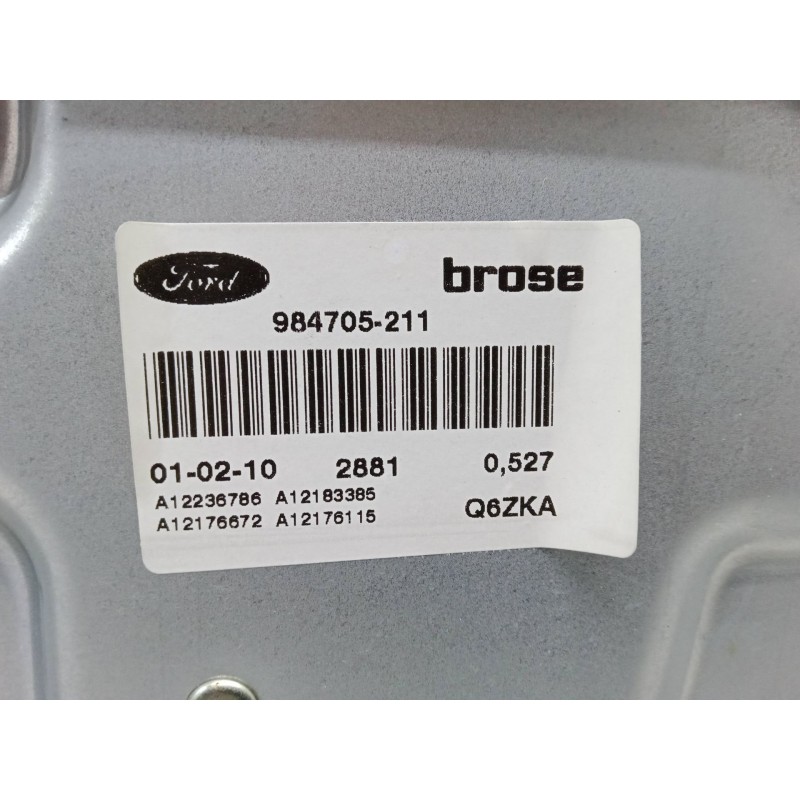 Ford brose
984705-211
01-02-10 2881 0,527
A12236786 A12183385
A12176672 A12176115 Q6ZKA